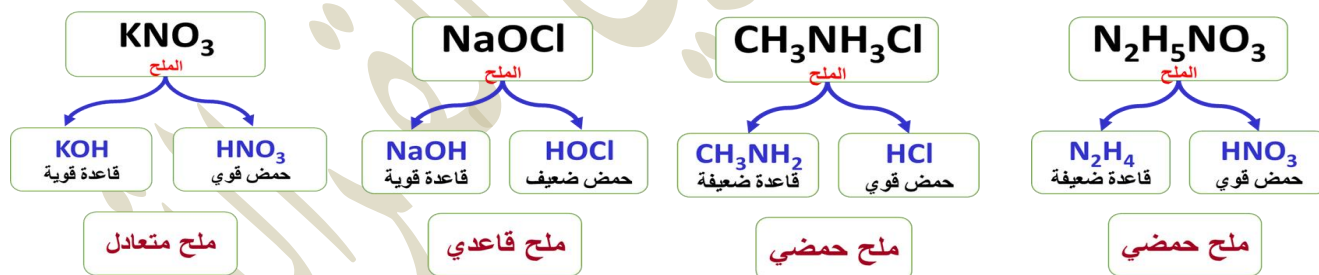 KNO₃
الملح
KOH
قاعدة قوية
HNO₃
حمض قوي
ملح متعادل
NaOCl
الملح
NaOH
قاعدة قوية
HOCl
حمض ضعيف
ملح قاعدي
CH₃NH₃Cl
الملح
CH₃NH₂
قاعدة ضعيفة
HCl
حمض قوي
ملح حمضي
N₂H₅NO₃
الملح
N₂H₄
قاعدة ضعيفة
HNO₃
حمض قوي
ملح حمضي